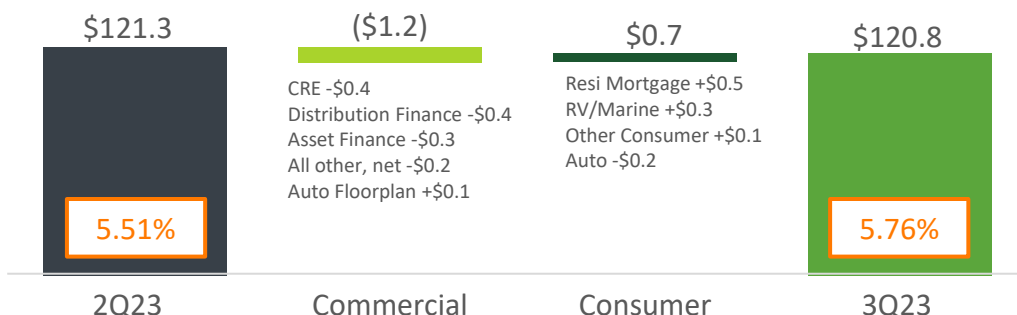 $121.3
($1.2)
$0.7
$120.8
CRE -$0.4
Distribution Finance -$0.4
Asset Finance -$0.3
All other, net -$0.2
Auto Floorplan +$0.1
Resi Mortgage +$0.5
RV/Marine +$0.3
Other Consumer +$0.1
Auto -$0.2
5.51%
5.76%
2Q23
Commercial
Consumer
3Q23